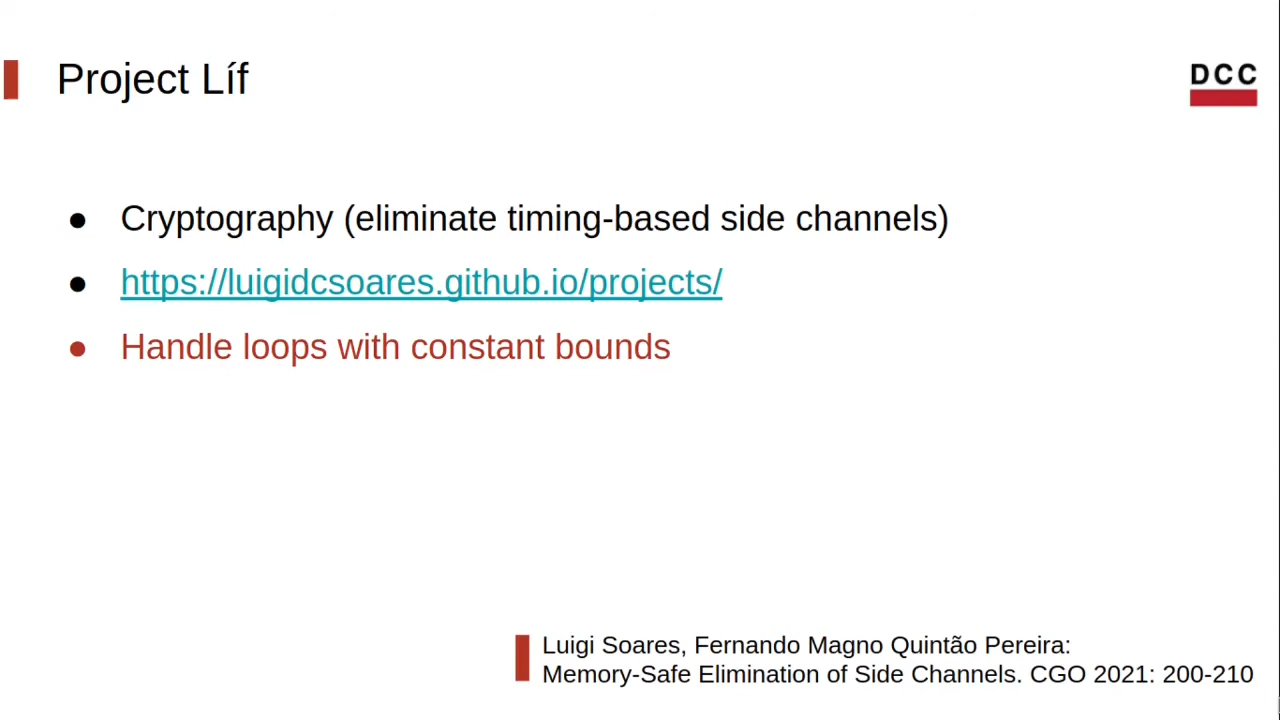 Project Líf
DCC
● Cryptography (eliminate timing-based side channels)
● https://luigidcsoares.github.io/projects/
● Handle loops with constant bounds
Luigi Soares, Fernando Magno Quintão Pereira:
Memory-Safe Elimination of Side Channels. CGO 2021: 200-210